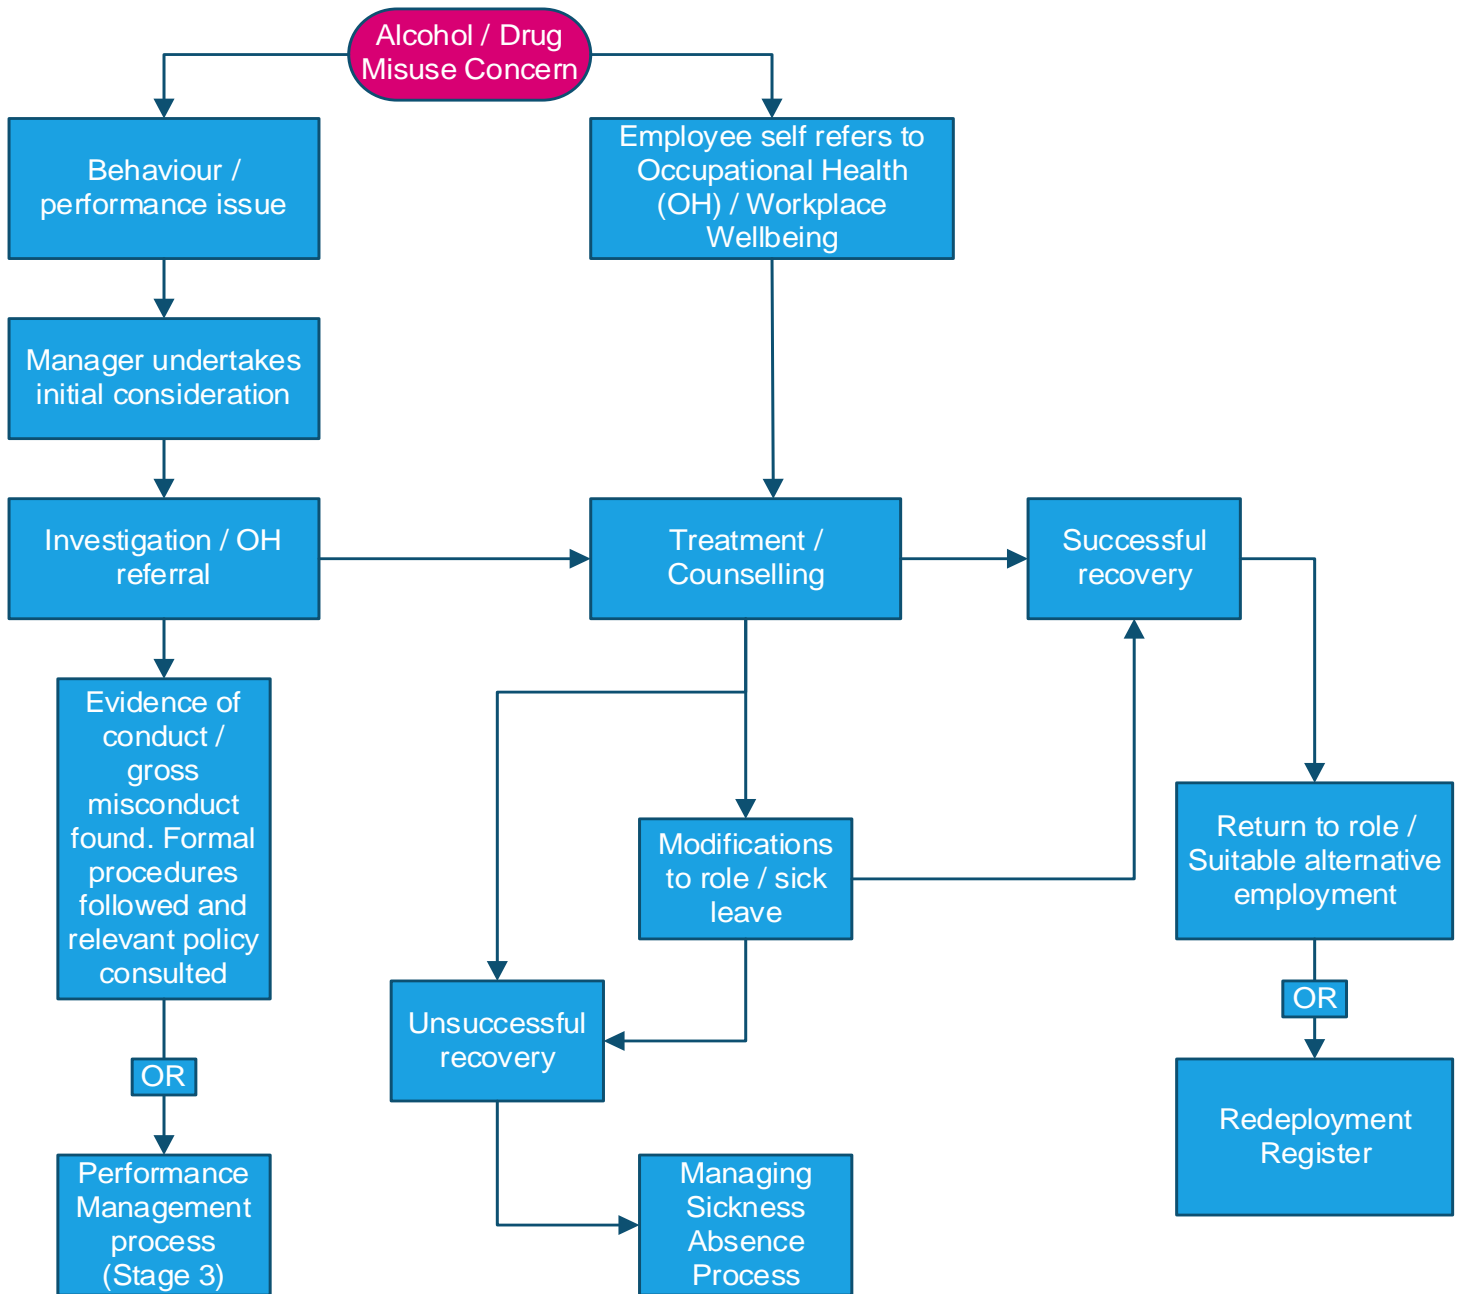 Alcohol / Drug
Misuse Concern
Behaviour /
performance issue
Employee self refers to
Occupational Health
(OH) / Workplace
Wellbeing
Manager undertakes
initial consideration
Investigation / OH
referral
Treatment /
Counselling
Successful
recovery
Evidence of
conduct /
gross
misconduct
found. Formal
procedures
followed and
relevant policy
consulted
Modifications
to role / sick
leave
Return to role /
Suitable alternative
employment
Unsuccessful
recovery
OR
OR
Performance
Management
process
(Stage 3)
Managing
Sickness
Absence
Process
Redeployment
Register